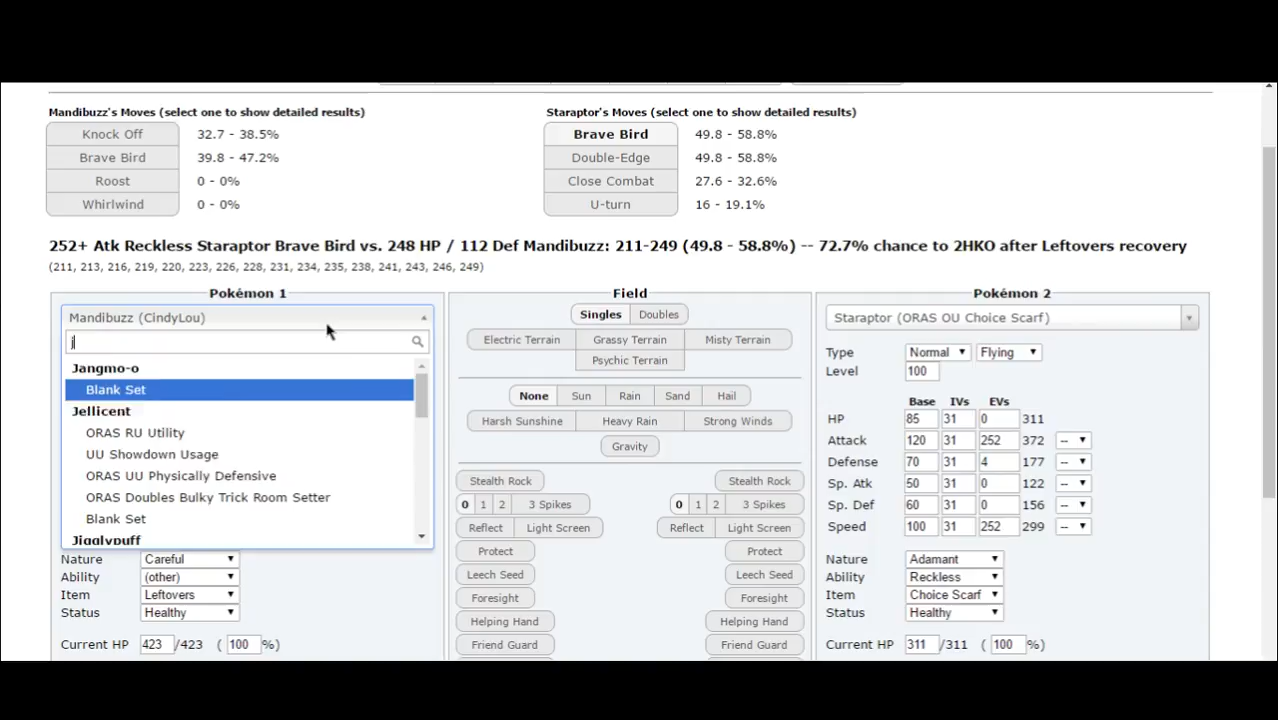 Mandibuzz's Moves (select one to show detailed results)
Knock Off 32.7 - 38.5%
Brave Bird 39.8 - 47.2%
Roost 0 - 0%
Whirlwind 0 - 0%
Staraptor's Moves (select one to show detailed results)
Brave Bird 49.8 - 58.8%
Double-Edge 49.8 - 58.8%
Close Combat 27.6 - 32.6%
U-turn 16 - 19.1%
252+ Atk Reckless Staraptor Brave Bird vs. 248 HP / 112 Def Mandibuzz: 211-249 (49.8 - 58.8%) -- 72.7% chance to 2HKO after Leftovers recovery
(211, 213, 216, 219, 220, 223, 226, 228, 231, 234, 235, 238, 241, 243, 246, 249)
Pokémon 1
Mandibuzz (CindyLou)
j
Jangmo-o
Blank Set
Jellicent
ORAS RU Utility
UU Showdown Usage
ORAS UU Physically Defensive
ORAS Doubles Bulky Trick Room Setter
Blank Set
Jigglypuff
Nature Careful
Ability (other)
Item Leftovers
Status Healthy
Current HP 423 /423 ( 100 %)
Field
Singles Doubles
Electric Terrain Grassy Terrain Misty Terrain
Psychic Terrain
None Sun Rain Sand Hail
Harsh Sunshine Heavy Rain Strong Winds
Gravity
Stealth Rock Stealth Rock
0 1 2 3 Spikes 0 1 2 3 Spikes
Reflect Light Screen Reflect Light Screen
Protect Protect
Leech Seed Leech Seed
Foresight Foresight
Helping Hand Helping Hand
Friend Guard Friend Guard
Pokémon 2
Staraptor (ORAS OU Choice Scarf)
Type Normal Flying
Level 100
Base IVs EVs
HP 85 31 0 311
Attack 120 31 252 372 --
Defense 70 31 4 177 --
Sp. Atk 50 31 0 122 --
Sp. Def 60 31 0 156 --
Speed 100 31 252 299 --
Nature Adamant
Ability Reckless
Item Choice Scarf
Status Healthy
Current HP 311 /311 ( 100 %)